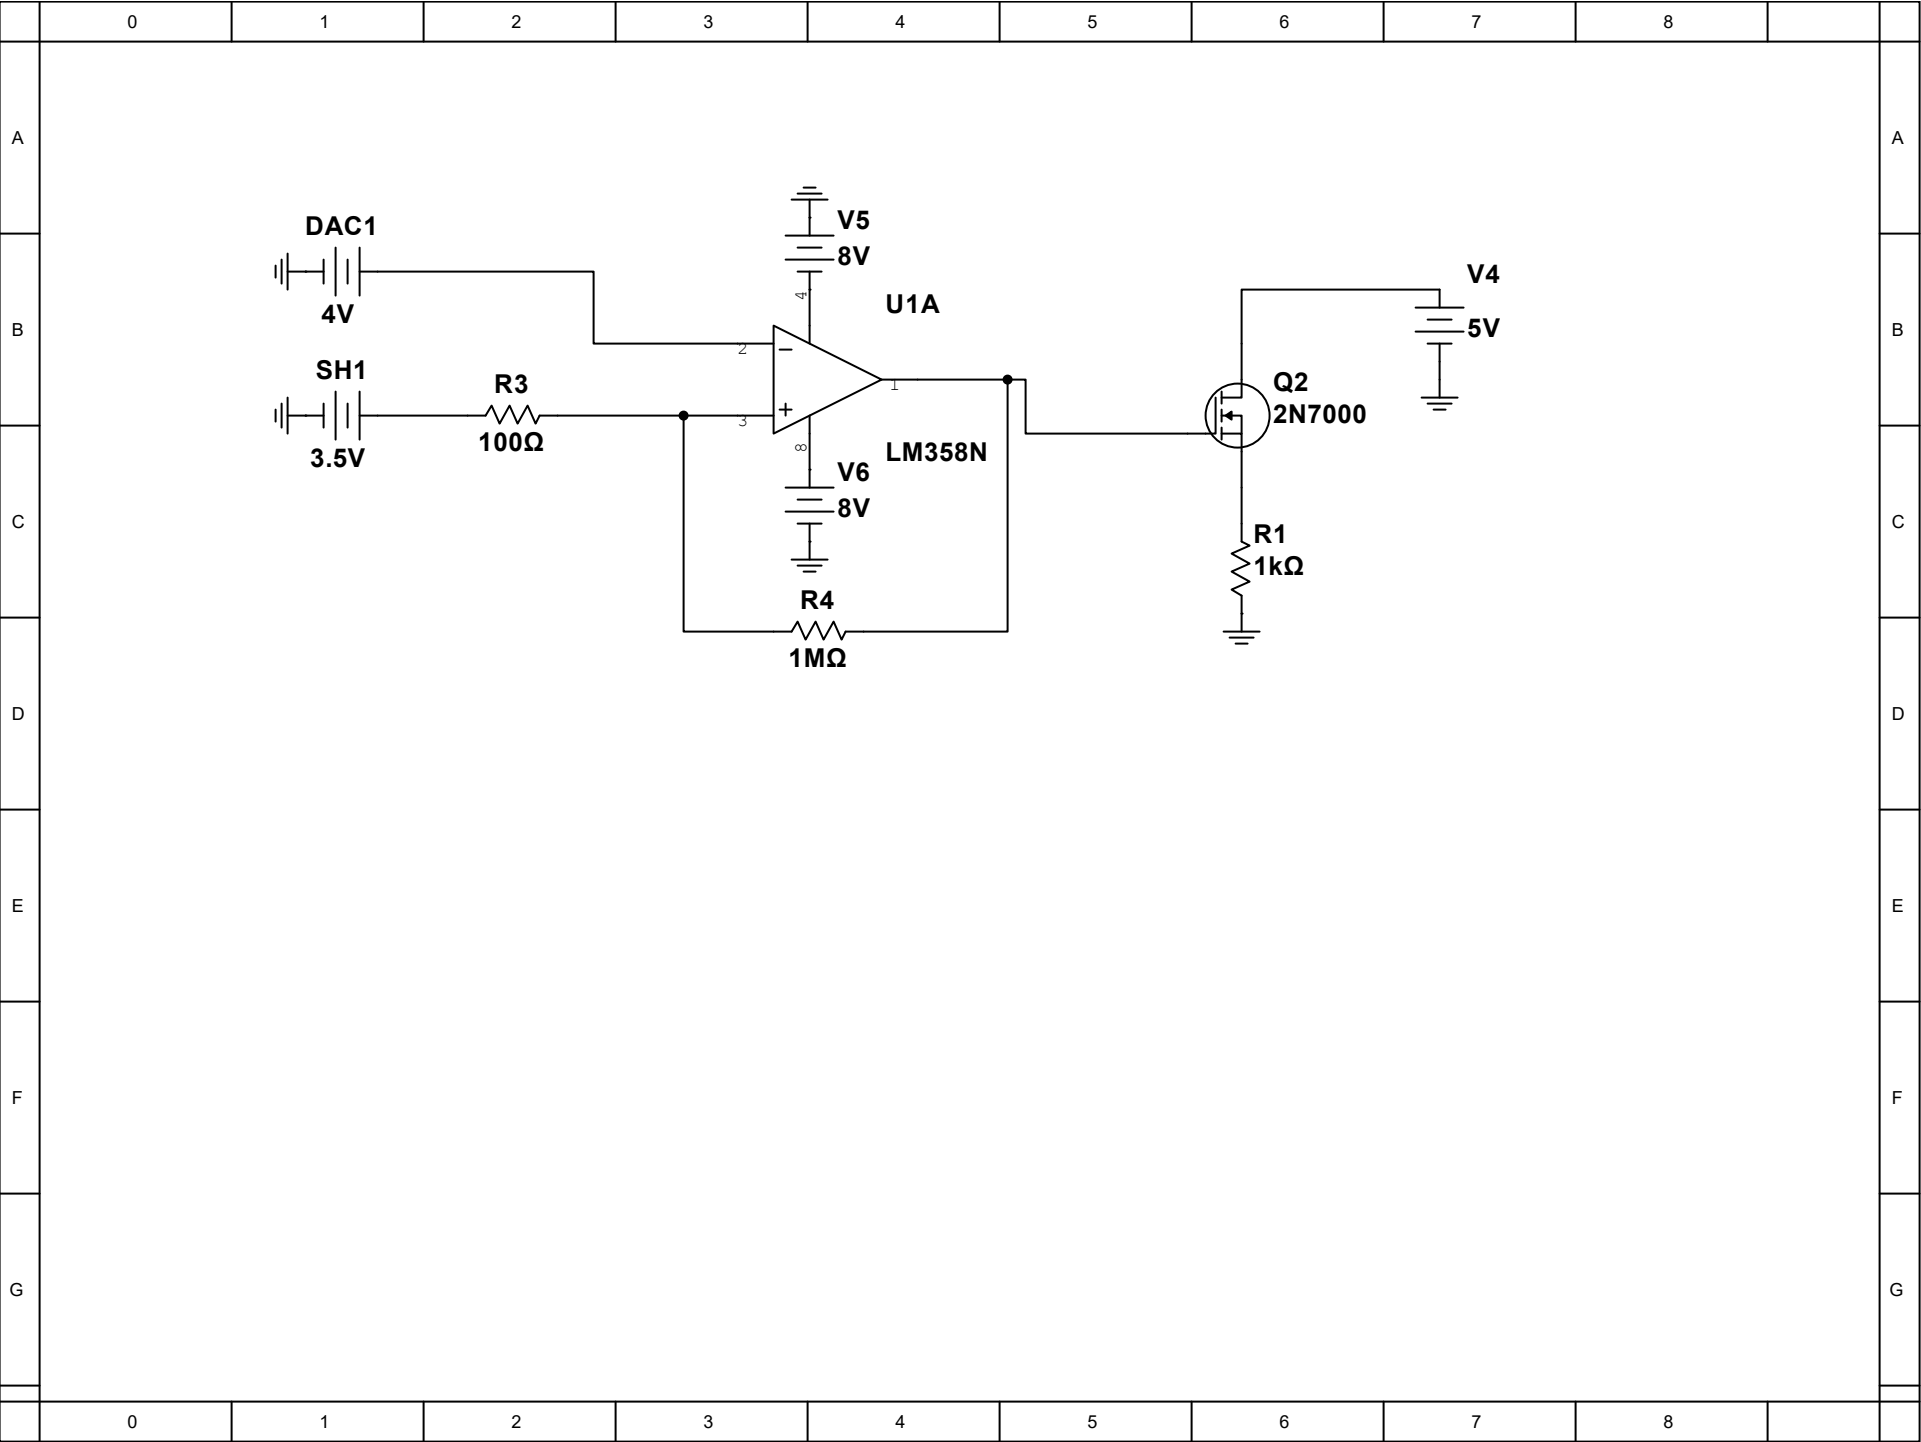 0 1 2 3 4 5 6 7 8
A A
DAC1
4V
V5
8V
4
U1A
V4
5V
B B
2
SH1
3.5V
R3
100Ω
3
1
Q2
2N7000
8
LM358N
V6
8V
C C
R1
1kΩ
R4
1MΩ
D D
E E
F F
G G
0 1 2 3 4 5 6 7 8